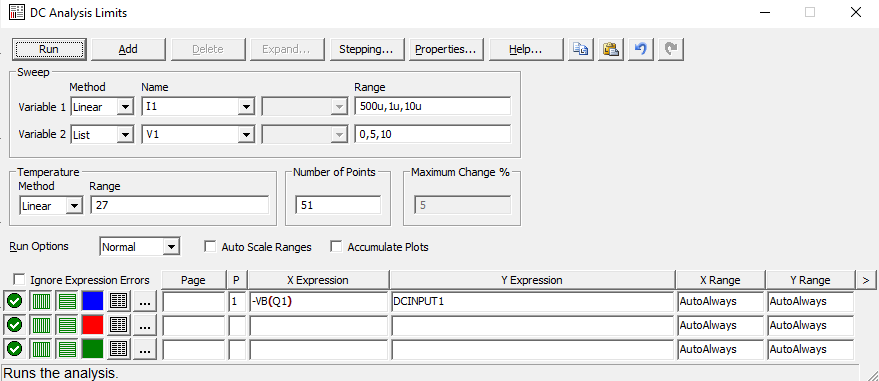 DC Analysis Limits
Run Add Delete Expand... Stepping... Properties... Help...
Sweep
Method Name Range
Variable 1 Linear I1 500u,1u,10u
Variable 2 List V1 0,5,10
Temperature Number of Points Maximum Change %
Method Range
Linear 27 51 5
Run Options Normal Auto Scale Ranges Accumulate Plots
Ignore Expression Errors Page P X Expression Y Expression X Range Y Range >
... 1 -VB(Q1) DCINPUT1 AutoAlways AutoAlways
... AutoAlways AutoAlways
... AutoAlways AutoAlways
Runs the analysis.